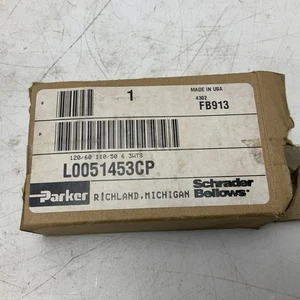 1
MADE IN USA
4302
FB913
120/60 110/50 6.3WTS
L0051453CP
Parker
RICHLAND, MICHIGAN
Schrader
Bellows